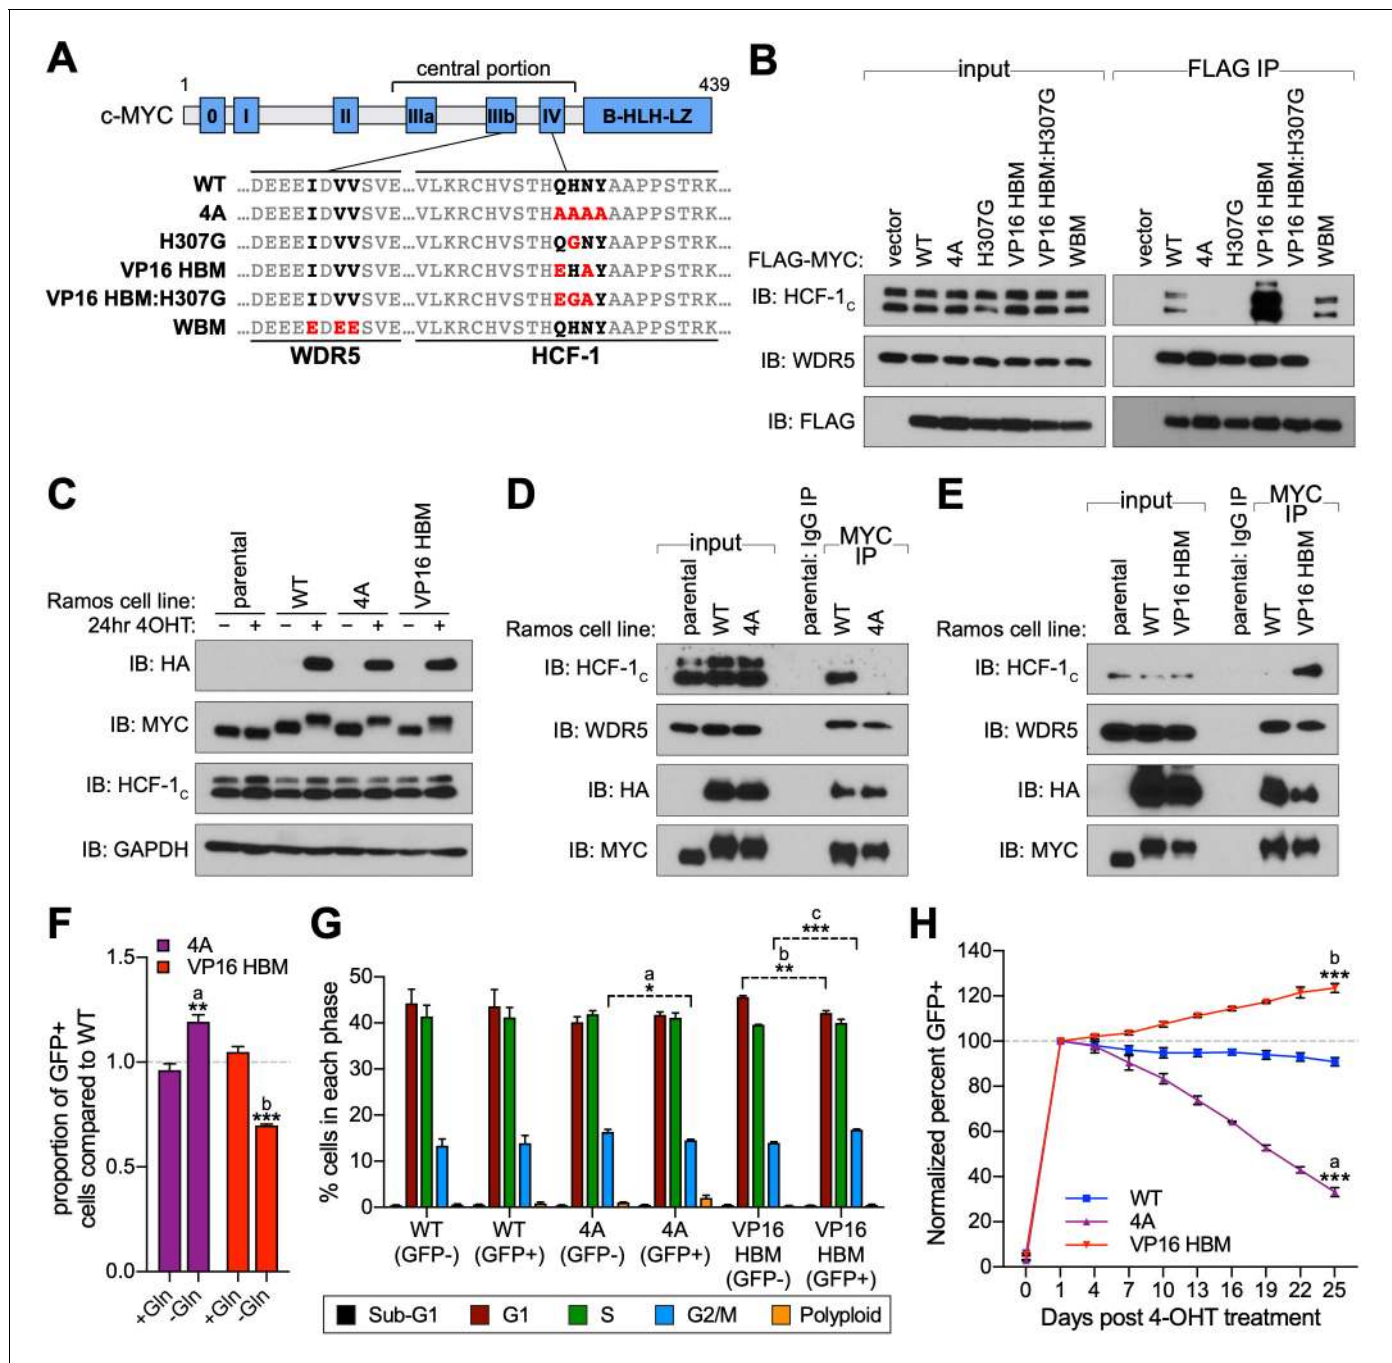 A
central portion
1
439
c-MYC
0 I II IIIa IIIb IV B-HLH-LZ
WT ...DEEEIDVVSVE...VLKRCHVSTHQHNYAAPPSTRK...
4A ...DEEEIDVVSVE...VLKRCHVSTHAAAAAAPPSTRK...
H307G ...DEEEIDVVSVE...VLKRCHVSTHQGNYAAPPSTRK...
VP16 HBM ...DEEEIDVVSVE...VLKRCHVSTHEHAYAAPPSTRK...
VP16 HBM:H307G ...DEEEIDVVSVE...VLKRCHVSTHEGAYAAPPSTRK...
WBM ...DEEEEDEESVE...VLKRCHVSTHQHNYAAPPSTRK...
WDR5 HCF-1
B
input FLAG IP
FLAG-MYC: vector WT 4A H307G VP16 HBM VP16 HBM:H307G WBM vector WT 4A H307G VP16 HBM VP16 HBM:H307G WBM
IB: HCF-1C
IB: WDR5
IB: FLAG
C
Ramos cell line: parental WT 4A VP16 HBM
24hr 4OHT: – + – + – + – +
IB: HA
IB: MYC
IB: HCF-1C
IB: GAPDH
D
input parental: IgG IP MYC IP
Ramos cell line: parental WT 4A WT 4A
IB: HCF-1C
IB: WDR5
IB: HA
IB: MYC
E
input parental: IgG IP MYC IP
Ramos cell line: parental WT VP16 HBM WT VP16 HBM
IB: HCF-1C
IB: WDR5
IB: HA
IB: MYC
F
4A
VP16 HBM
proportion of GFP+
cells compared to WT
1.5
1.0
0.5
0.0
a
**
b
***
+Gln -Gln +Gln -Gln
G
% cells in each phase
50
40
30
20
10
0
a
*
b
**
c
***
WT (GFP-)
WT (GFP+)
4A (GFP-)
4A (GFP+)
VP16 HBM (GFP-)
VP16 HBM (GFP+)
Sub-G1 G1 S G2/M Polyploid
H
Normalized percent GFP+
140
120
100
80
60
40
20
0
b
***
a
***
WT
4A
VP16 HBM
0 1 4 7 10 13 16 19 22 25
Days post 4-OHT treatment